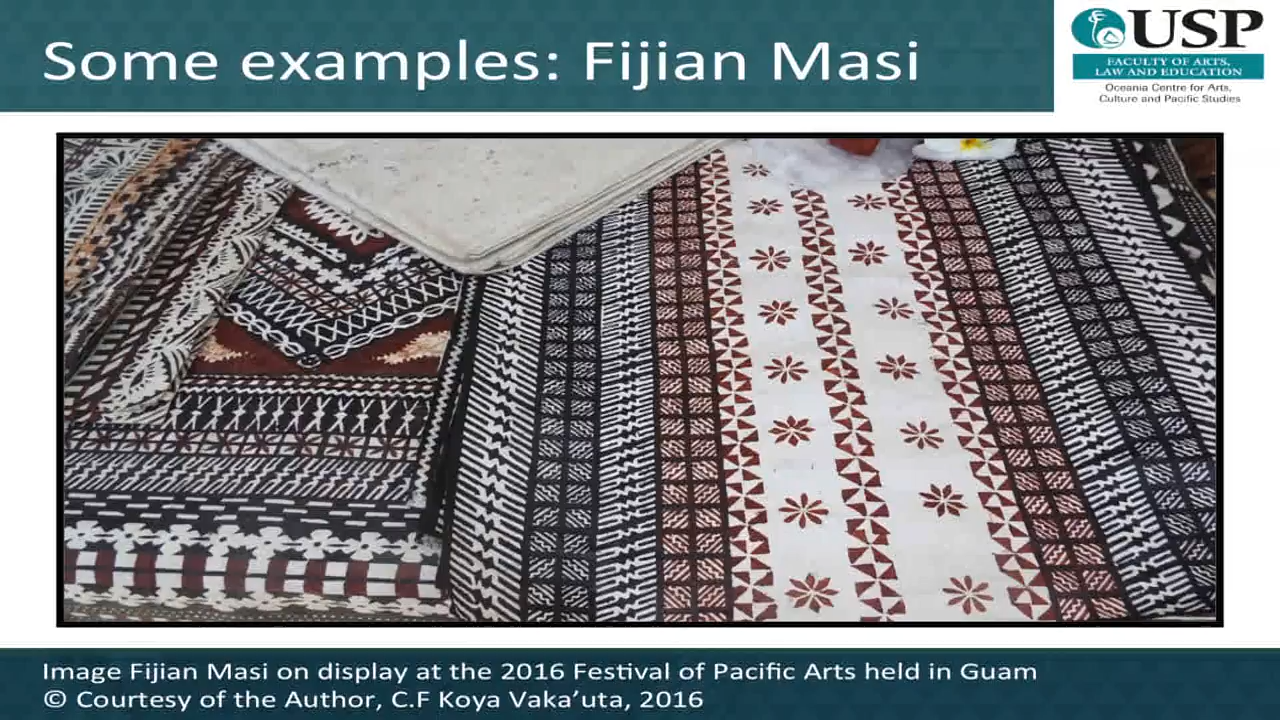 Some examples: Fijian Masi
USP
FACULTY OF ARTS,
LAW AND EDUCATION
Oceania Centre for Arts,
Culture and Pacific Studies
Image Fijian Masi on display at the 2016 Festival of Pacific Arts held in Guam
© Courtesy of the Author, C.F Koya Vaka’uta, 2016